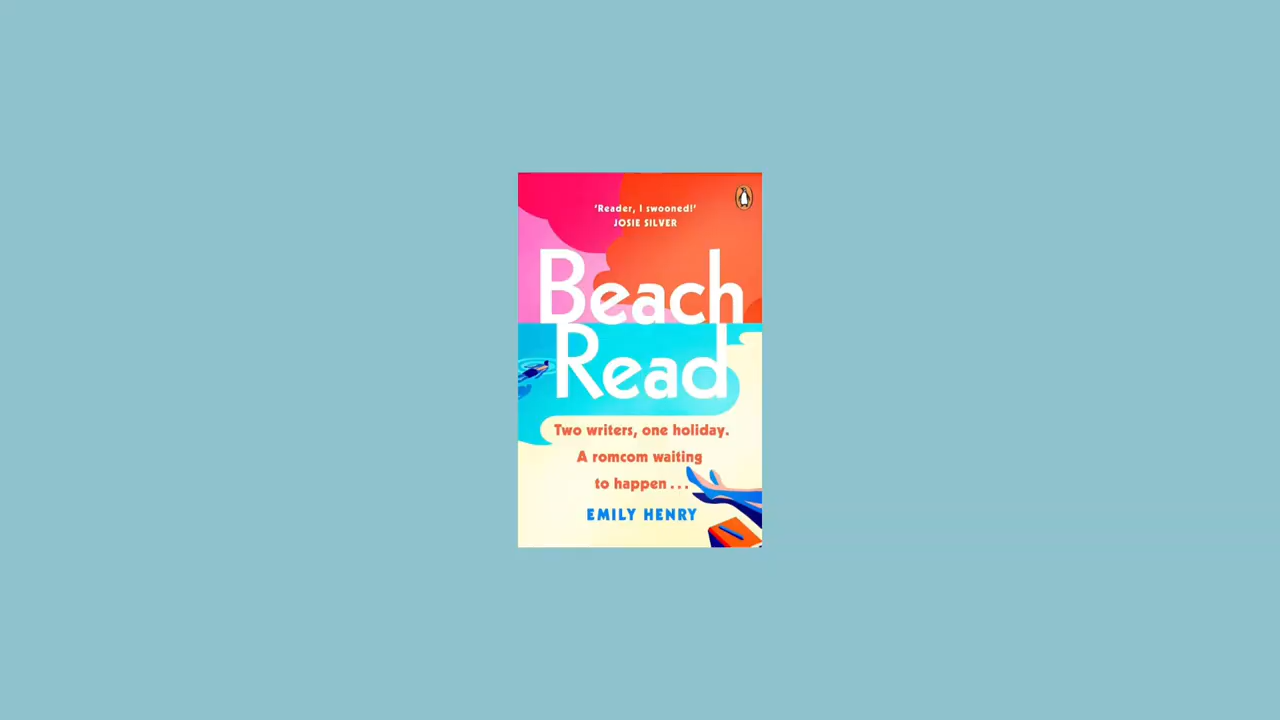 ‘Reader, I swooned!’
JOSIE SILVER
Beach
Read
Two writers, one holiday.
A romcom waiting
to happen...
EMILY HENRY